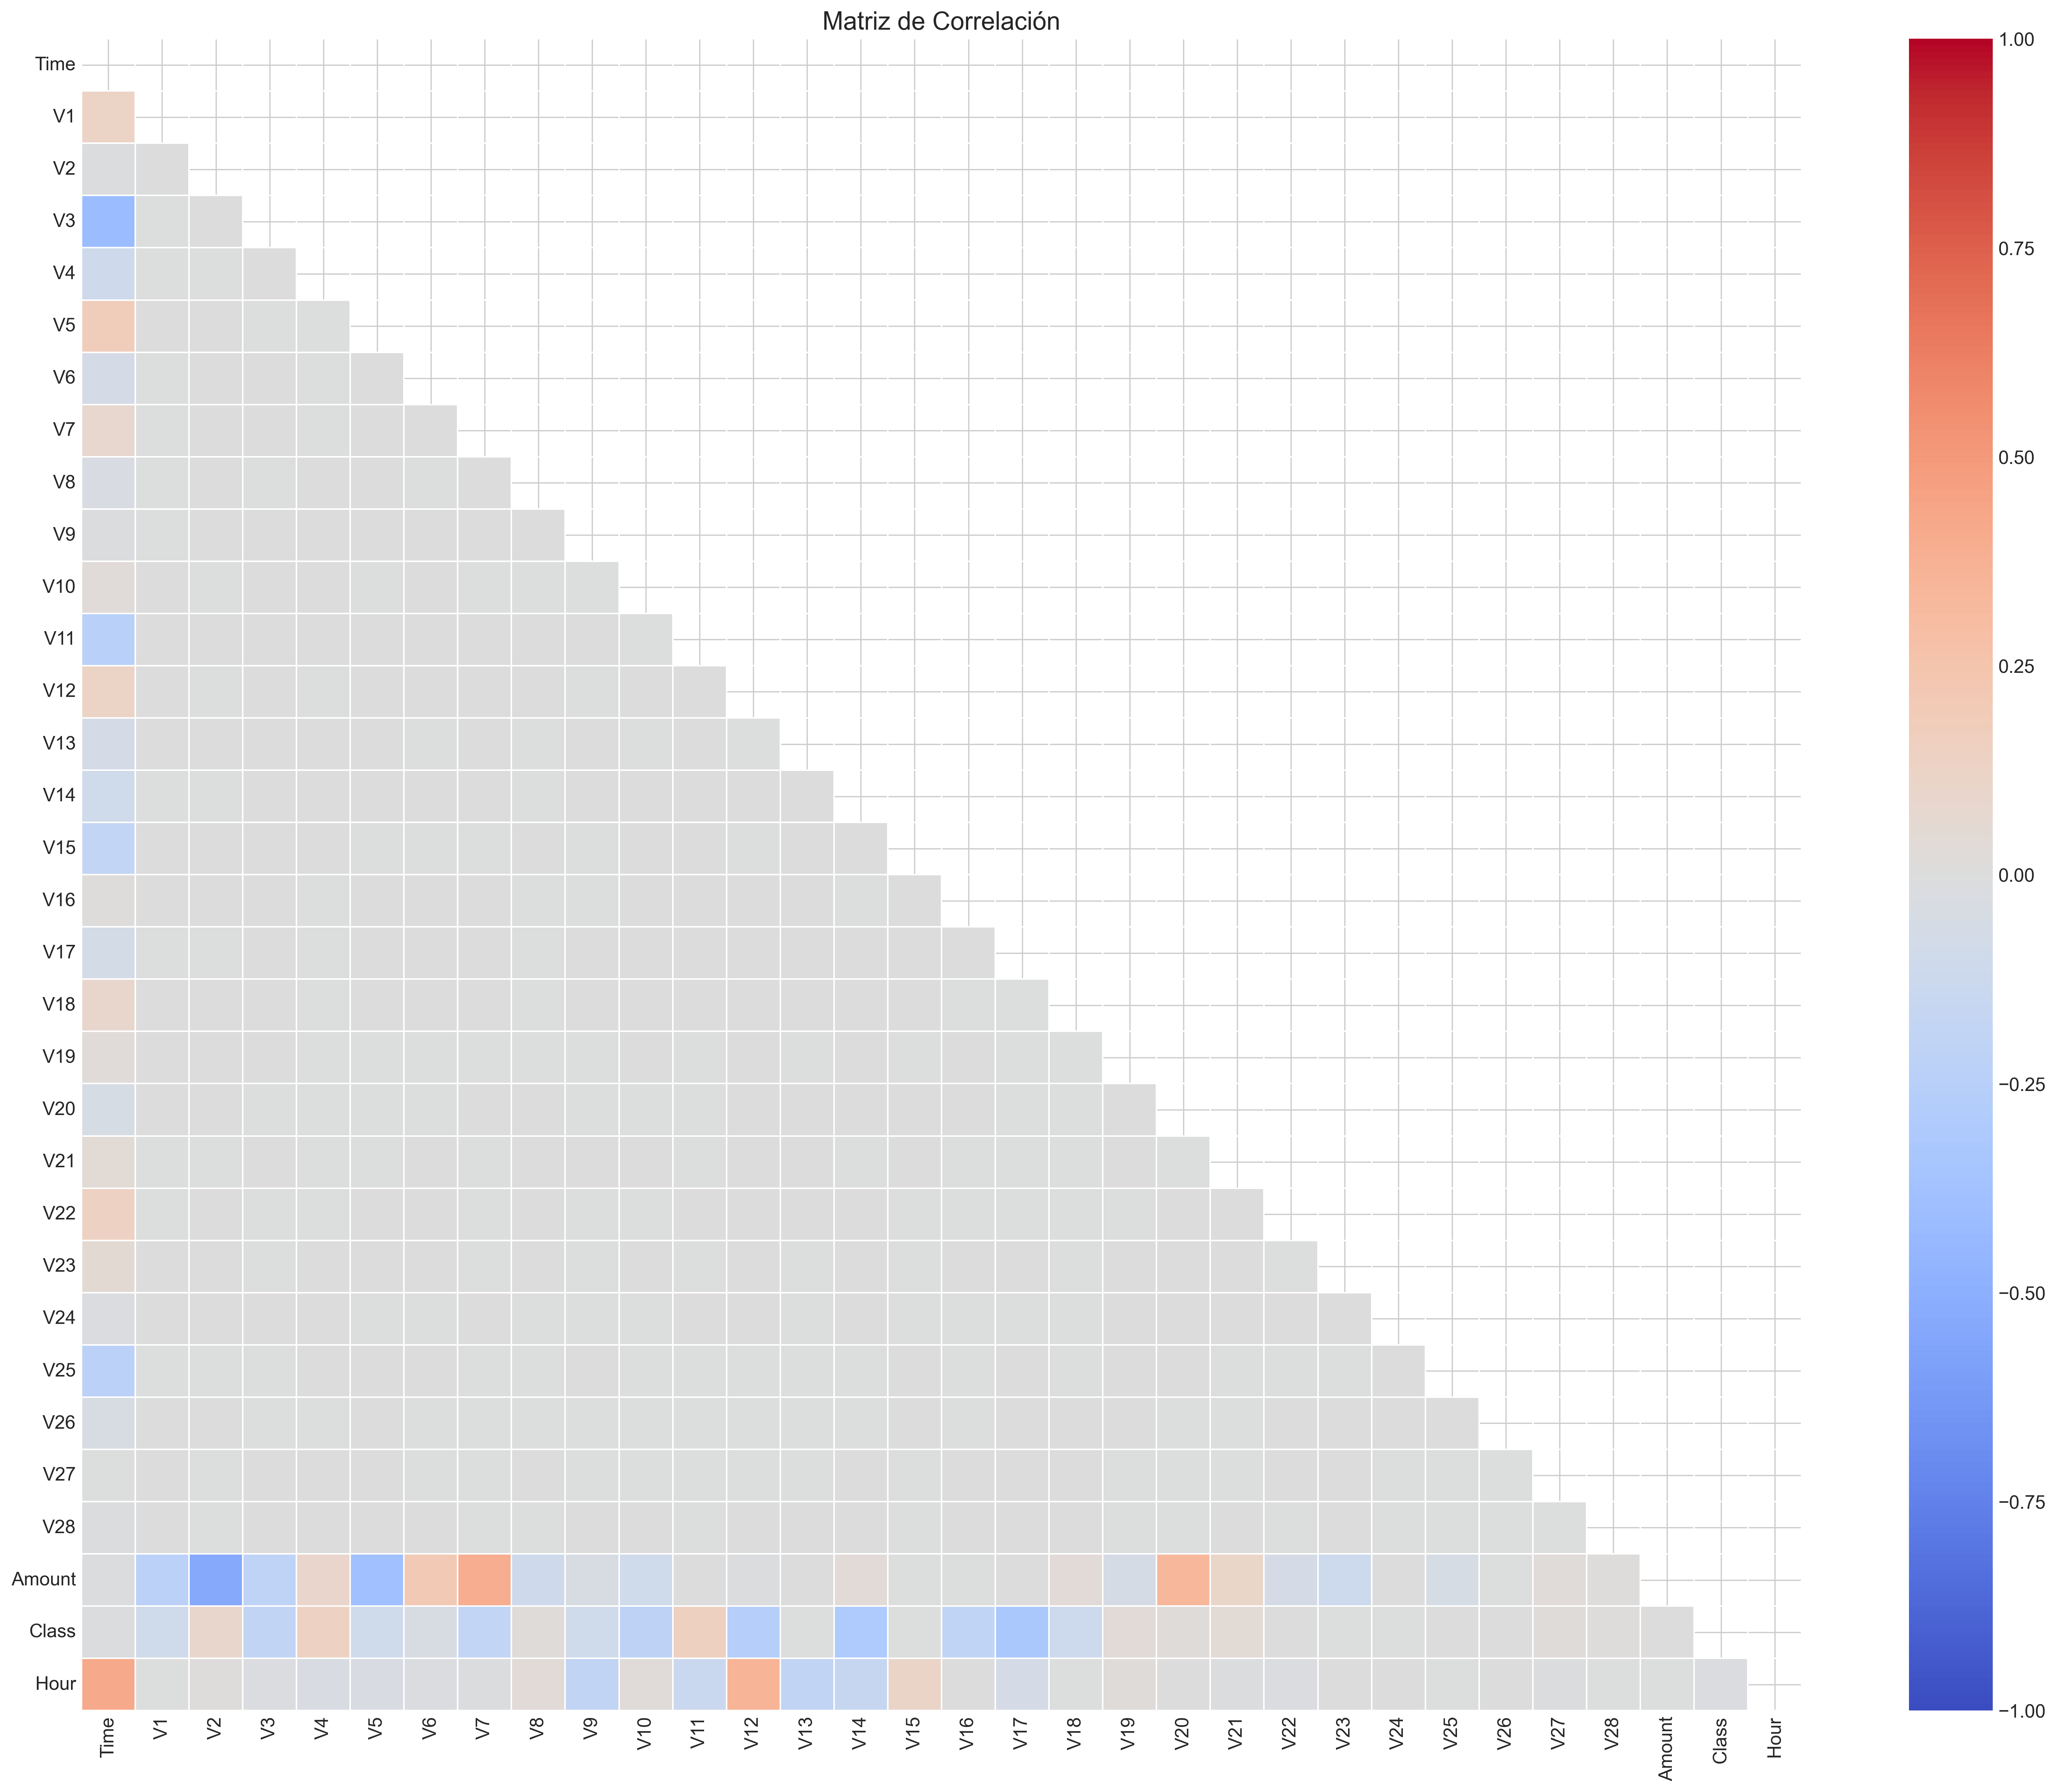 Matriz de Correlación
Time
V1
V2
V3
V4
V5
V6
V7
V8
V9
V10
V11
V12
V13
V14
V15
V16
V17
V18
V19
V20
V21
V22
V23
V24
V25
V26
V27
V28
Amount
Class
Hour
Time V1 V2 V3 V4 V5 V6 V7 V8 V9 V10 V11 V12 V13 V14 V15 V16 V17 V18 V19 V20 V21 V22 V23 V24 V25 V26 V27 V28 Amount Class Hour
1.00
0.75
0.50
0.25
0.00
−0.25
−0.50
−0.75
−1.00